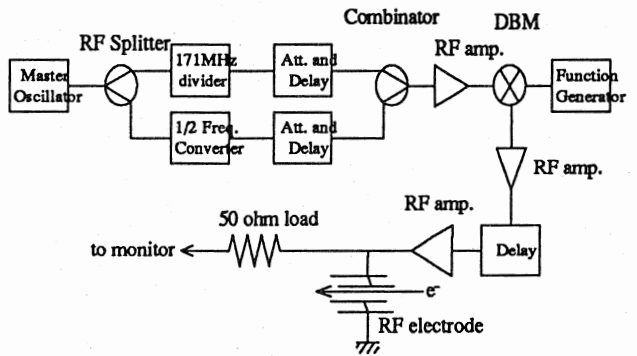 Combinator
DBM
RF Splitter
RF amp.
Master
Oscillator
171MHz
divider
Att. and
Delay
Function
Generator
1/2 Freq.
Converter
Att. and
Delay
RF amp.
RF amp.
50 ohm load
to monitor
Delay
e-
RF electrode